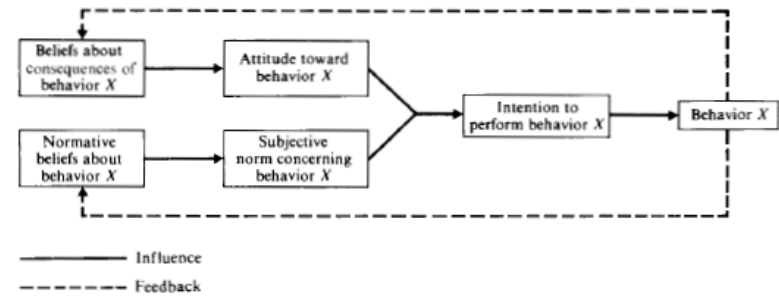 Beliefs about
consequences of
behavior X
Attitude toward
behavior X
Normative
beliefs about
behavior X
Subjective
norm concerning
behavior X
Intention to
perform behavior X
Behavior X
Influence
Feedback